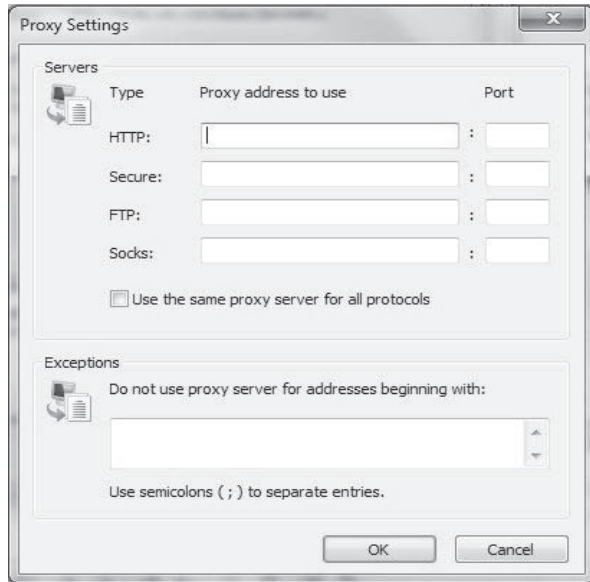 Proxy Settings
Servers
Type Proxy address to use Port
HTTP: :
Secure: :
FTP: :
Socks: :
Use the same proxy server for all protocols
Exceptions
Do not use proxy server for addresses beginning with:
Use semicolons ( ; ) to separate entries.
OK Cancel